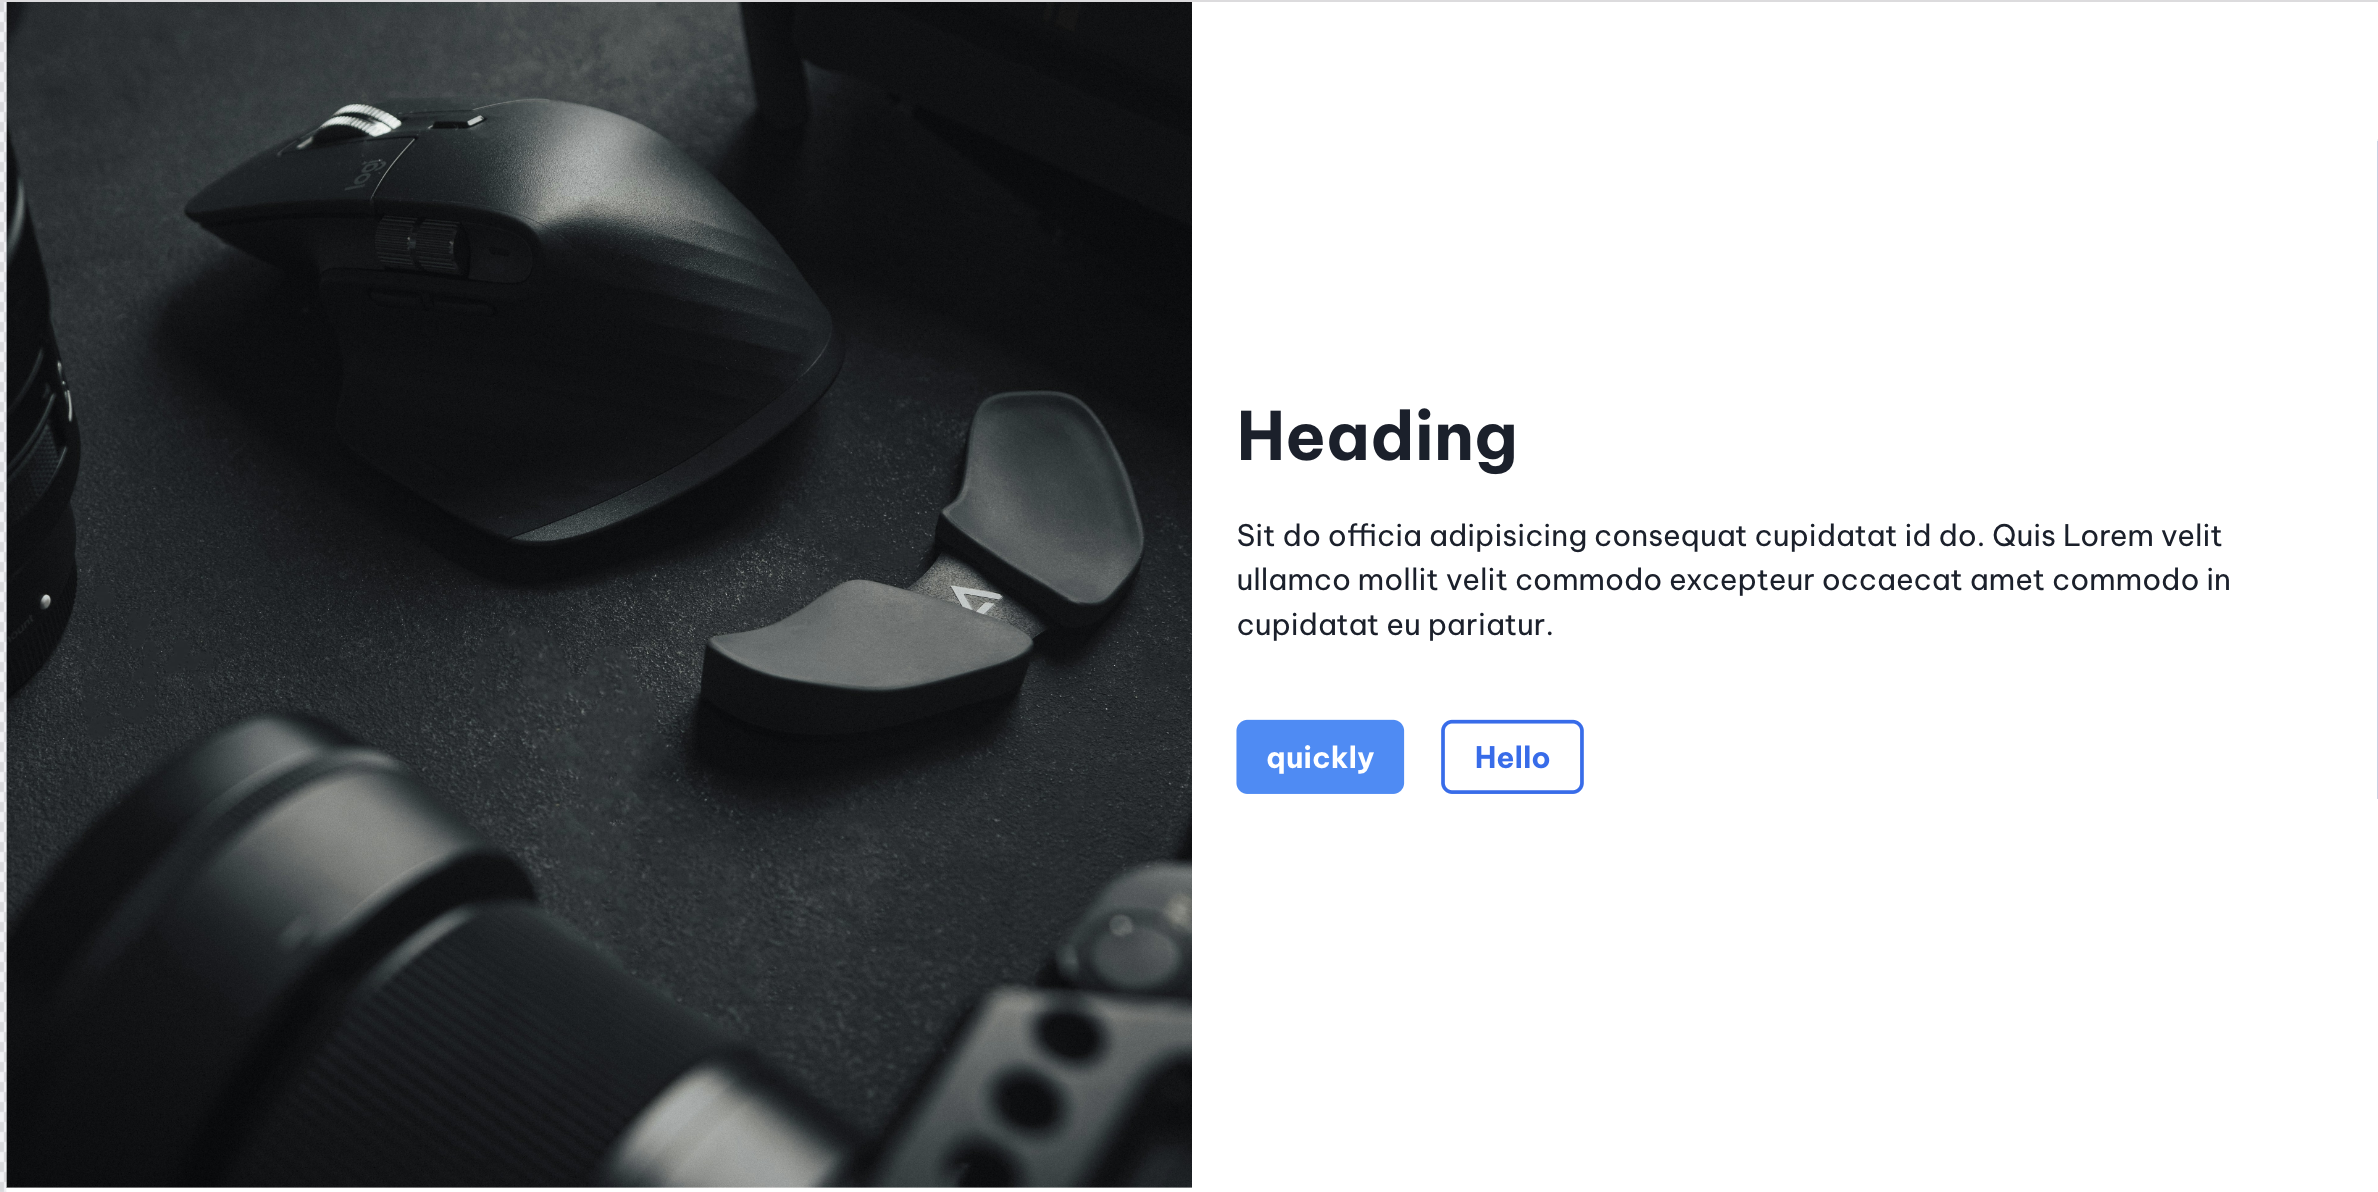 logi
Heading
Sit do officia adipisicing consequat cupidatat id do. Quis Lorem velit
ullamco mollit velit commodo excepteur occaecat amet commodo in
cupidatat eu pariatur.
quickly
Hello